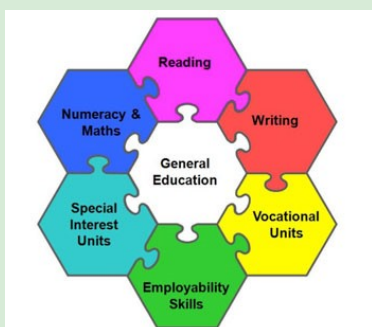 Reading
Numeracy &
Maths
Writing
General
Education
Special
Interest
Units
Vocational
Units
Employability
Skills